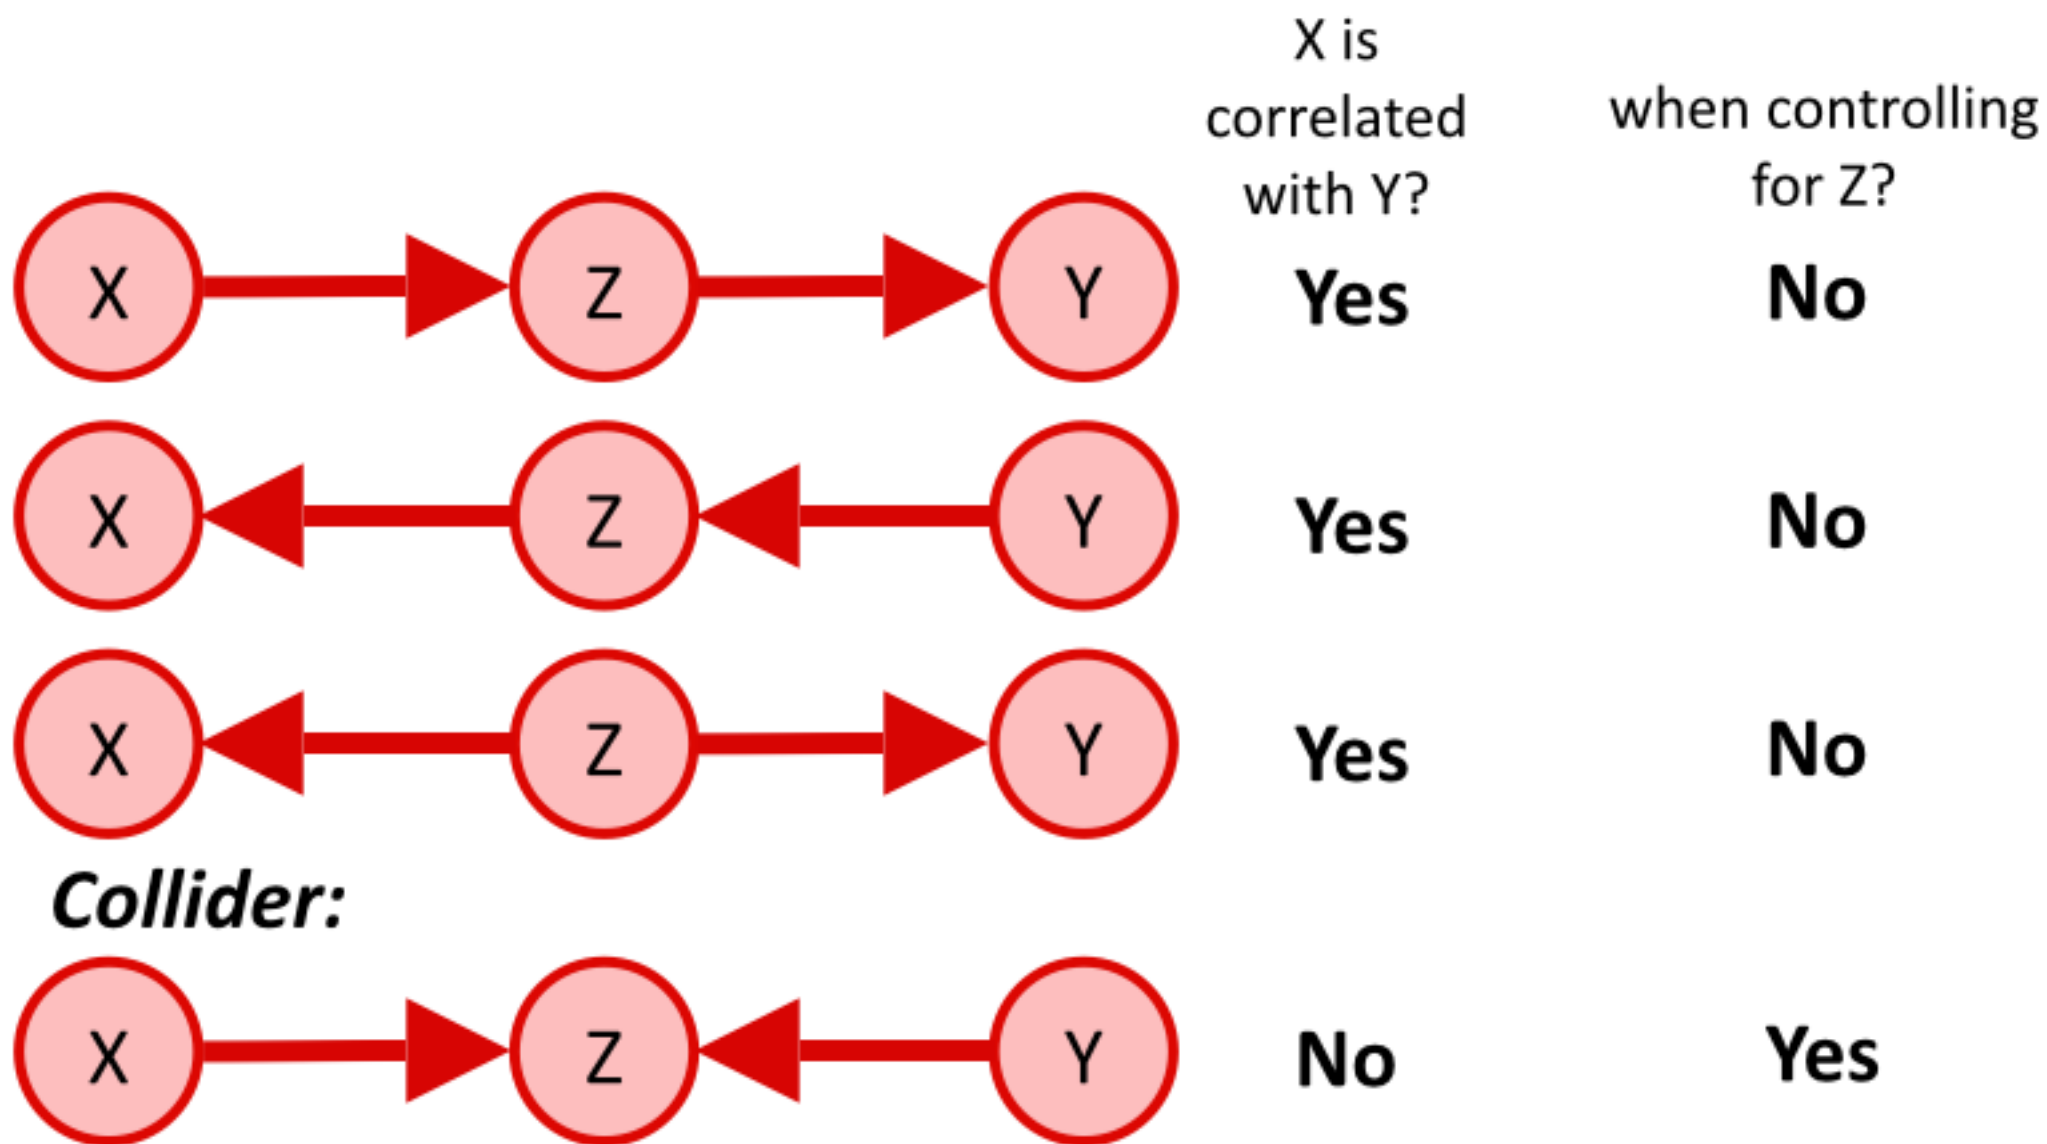 X is
correlated
with Y?
when controlling
for Z?
X Z Y Yes No
X Z Y Yes No
X Z Y Yes No
Collider:
X Z Y No Yes